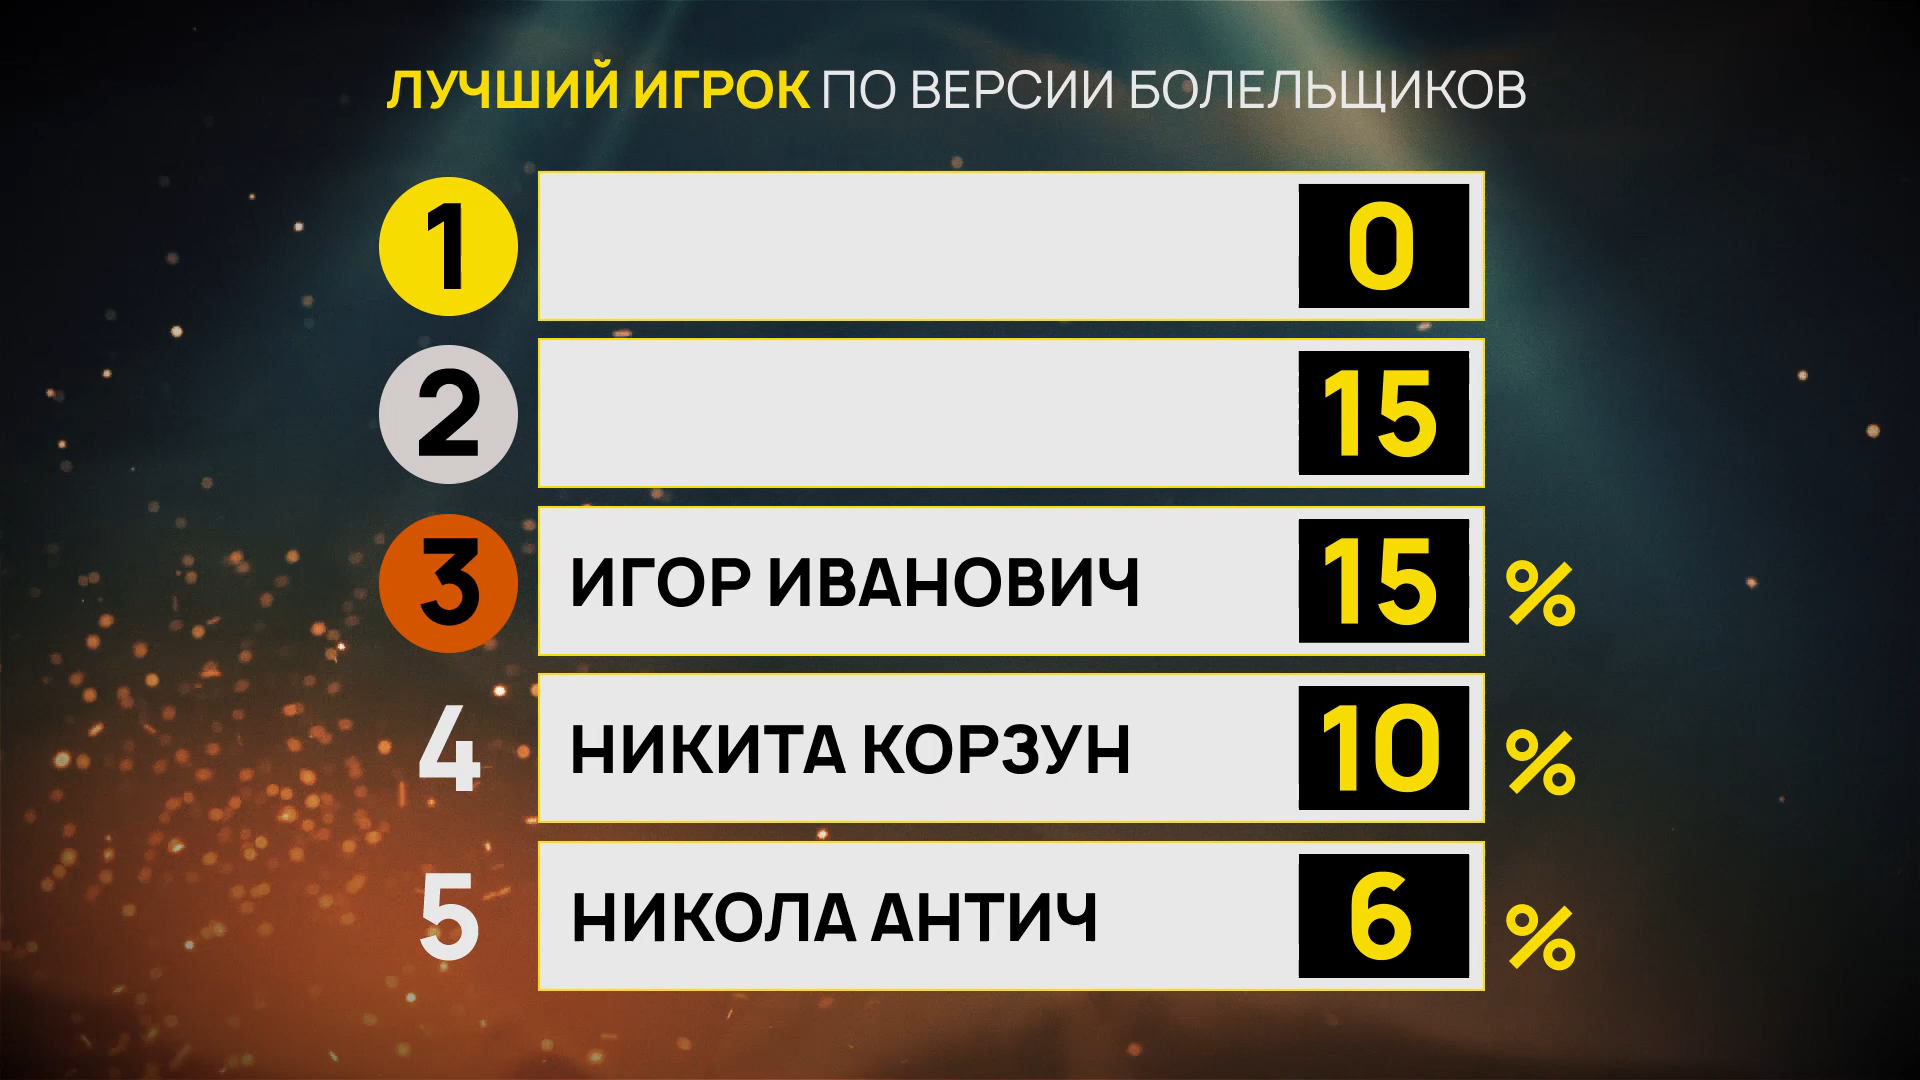 ЛУЧШИЙ ИГРОК ПО ВЕРСИИ БОЛЕЛЬЩИКОВ
1 0
2 15
3 ИГОР ИВАНОВИЧ 15 %
4 НИКИТА КОРЗУН 10 %
5 НИКОЛА АНТИЧ 6 %